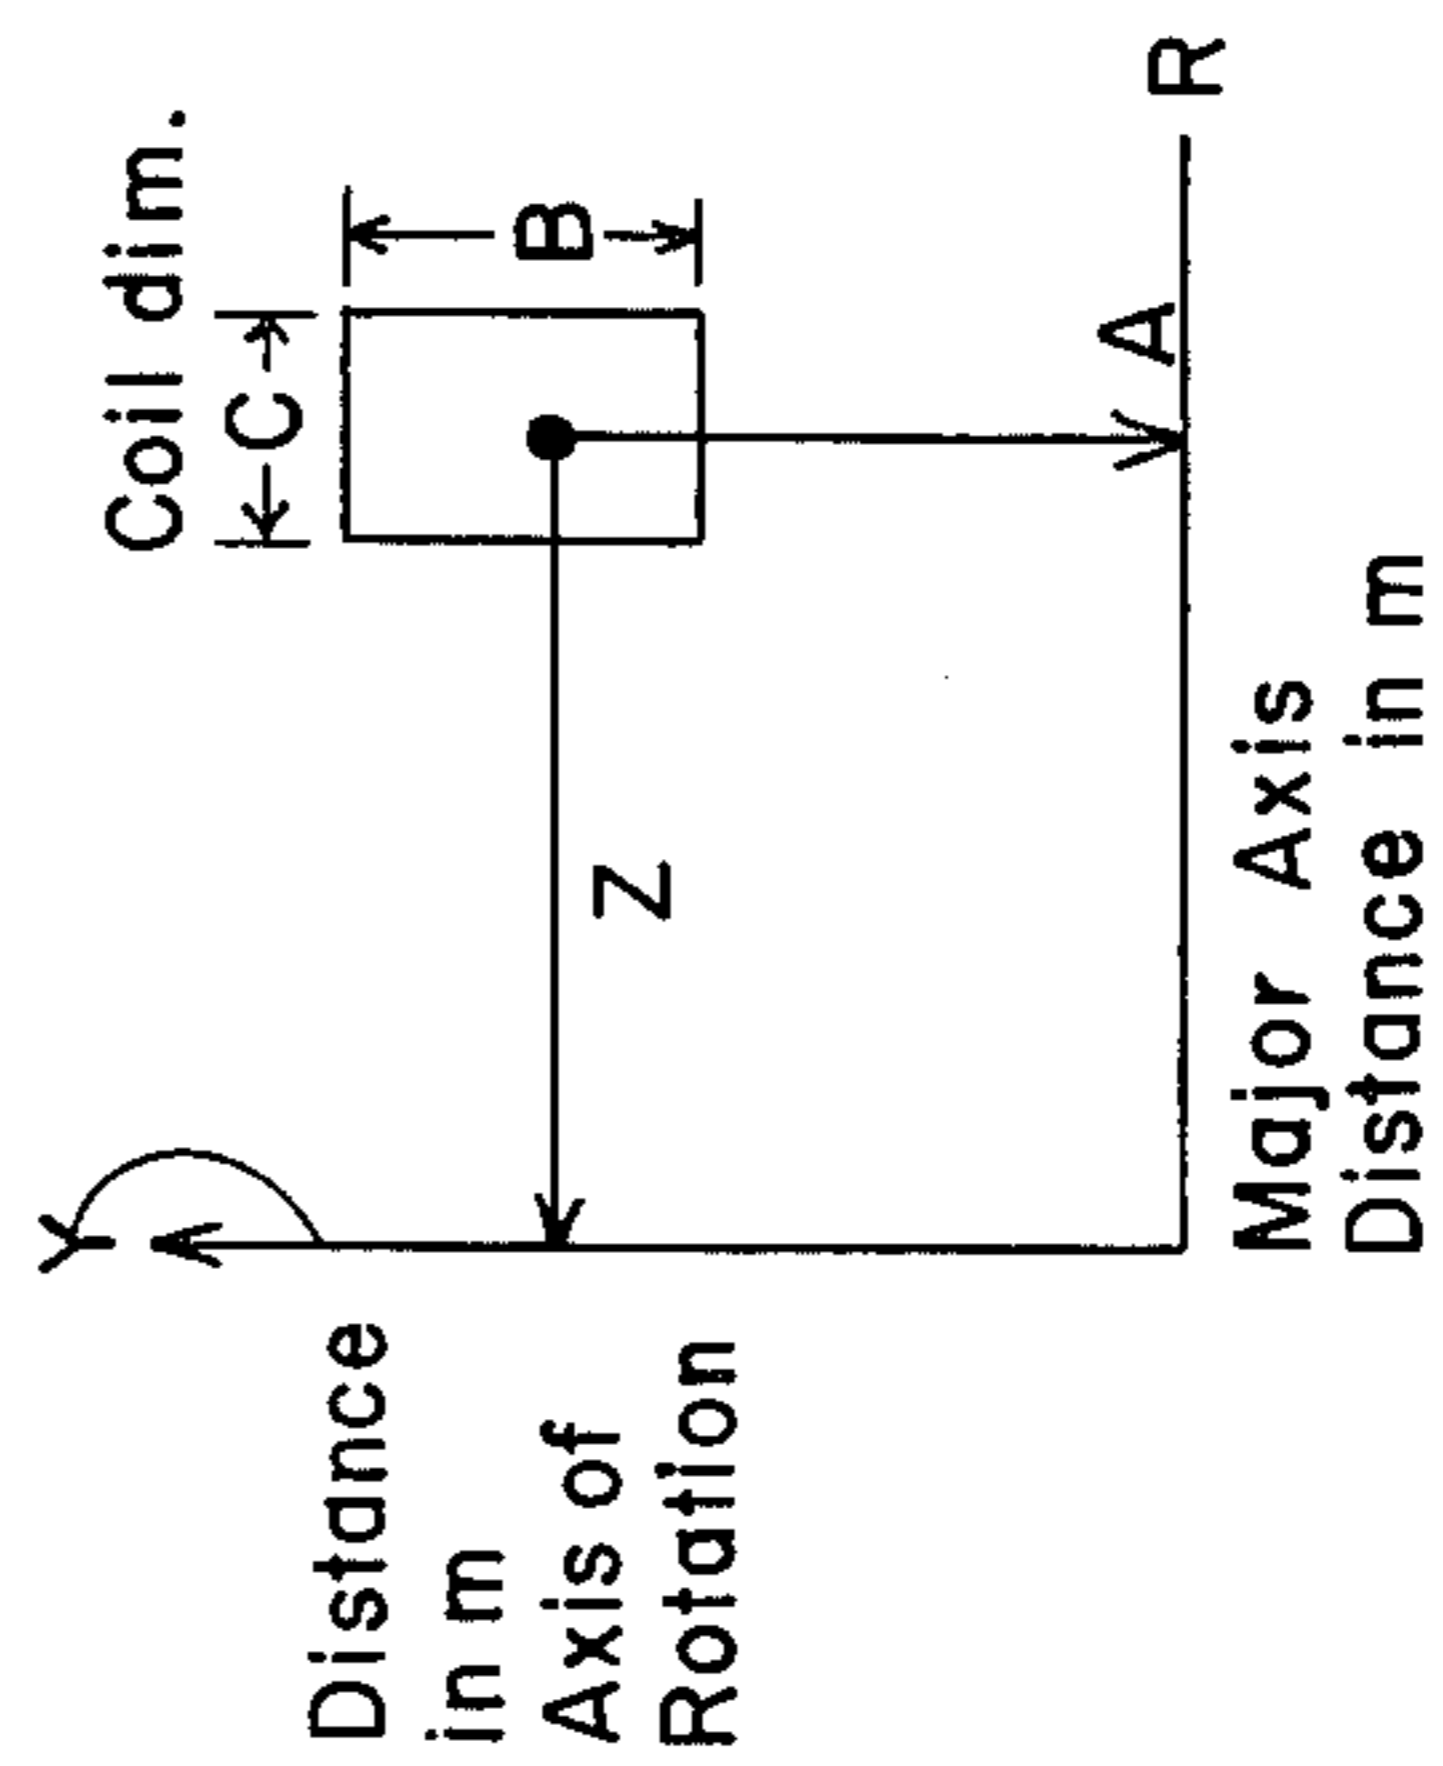 Y
Coil dim.
C
B
Distance
in m
Axis of
Rotation
Z
A
R
Major Axis
Distance in m